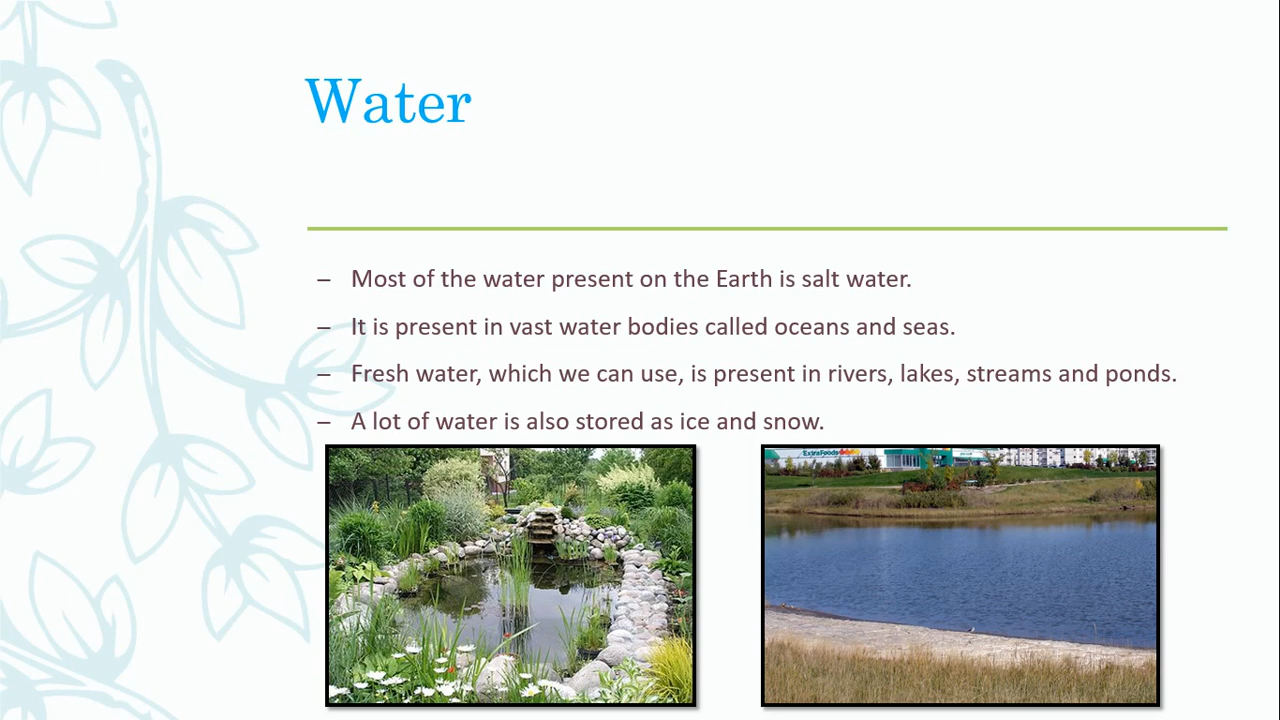 Water
– Most of the water present on the Earth is salt water.
– It is present in vast water bodies called oceans and seas.
– Fresh water, which we can use, is present in rivers, lakes, streams and ponds.
– A lot of water is also stored as ice and snow.
ExtraFoods